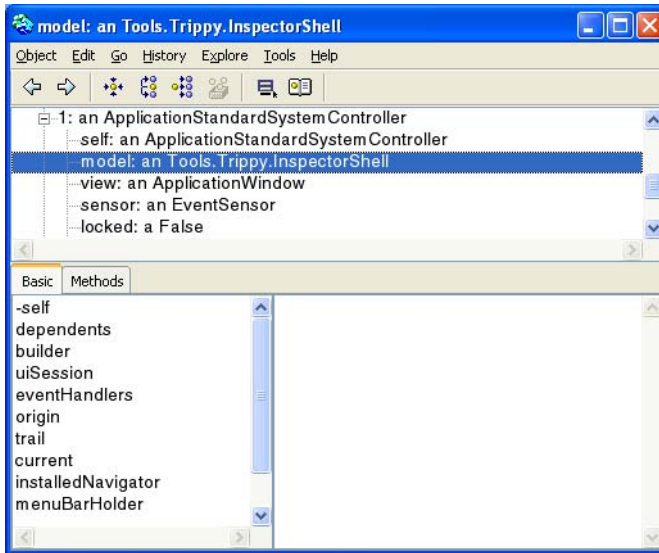 model: an Tools.Trippy.InspectorShell
Object Edit Go History Explore Tools Help
1: an ApplicationStandardSystemController
self: an ApplicationStandardSystemController
model: an Tools.Trippy.InspectorShell
view: an ApplicationWindow
sensor: an EventSensor
locked: a False
Basic Methods
-self
dependents
builder
uiSession
eventHandlers
origin
trail
current
installedNavigator
menuBarHolder